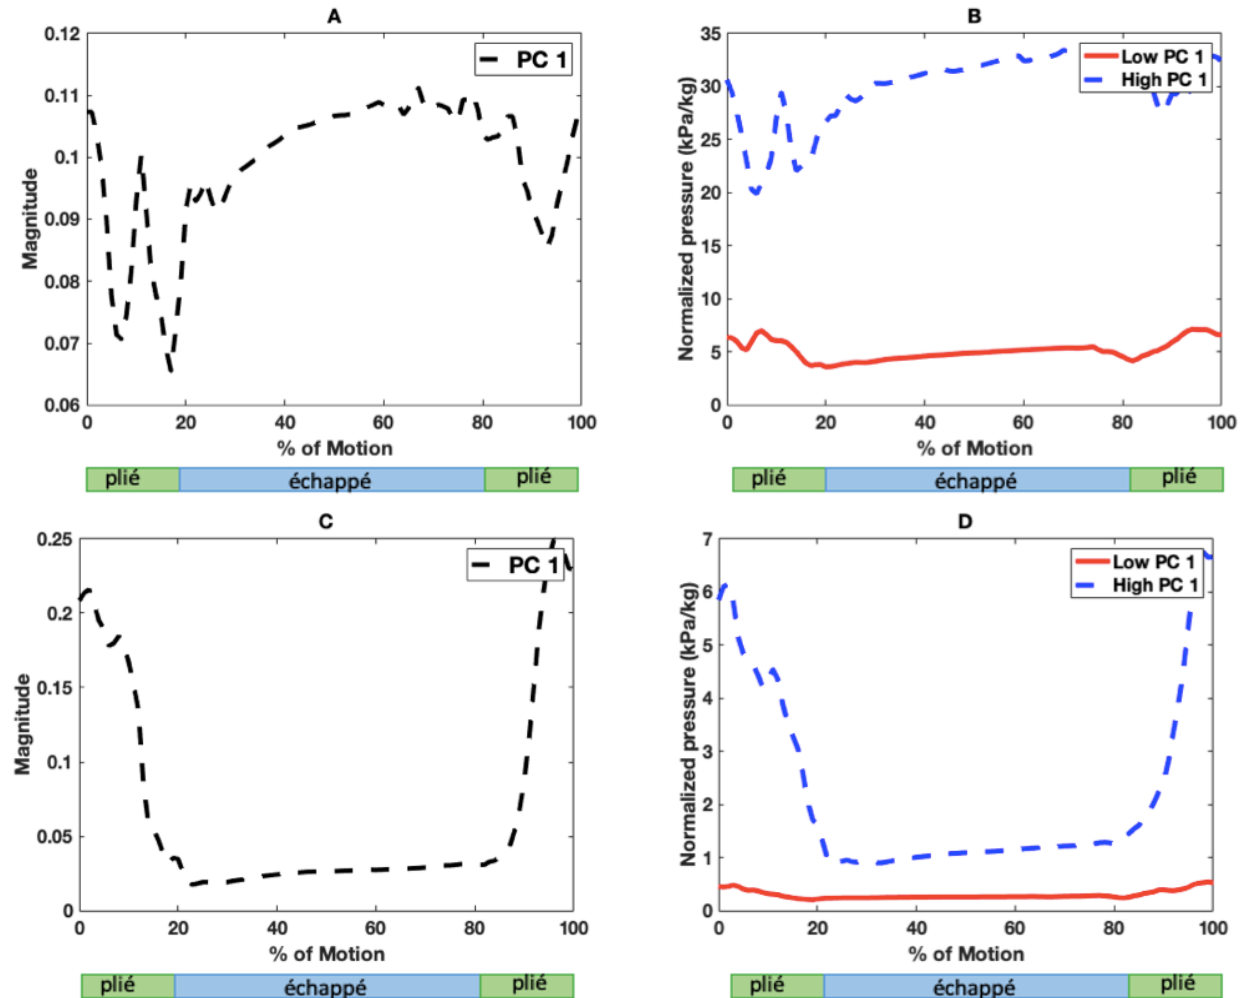 A
0.12
0.11
0.1
0.09
0.08
0.07
0.06
Magnitude
PC 1
0 20 40 60 80 100
% of Motion
plié échappé plié
B
35
30
25
20
15
10
5
0
Normalized pressure (kPa/kg)
Low PC 1
High PC 1
0 20 40 60 80 100
% of Motion
plié échappé plié
C
0.25
0.2
0.15
0.1
0.05
0
Magnitude
PC 1
0 20 40 60 80 100
% of Motion
plié échappé plié
D
7
6
5
4
3
2
1
0
Normalized pressure (kPa/kg)
Low PC 1
High PC 1
0 20 40 60 80 100
% of Motion
plié échappé plié